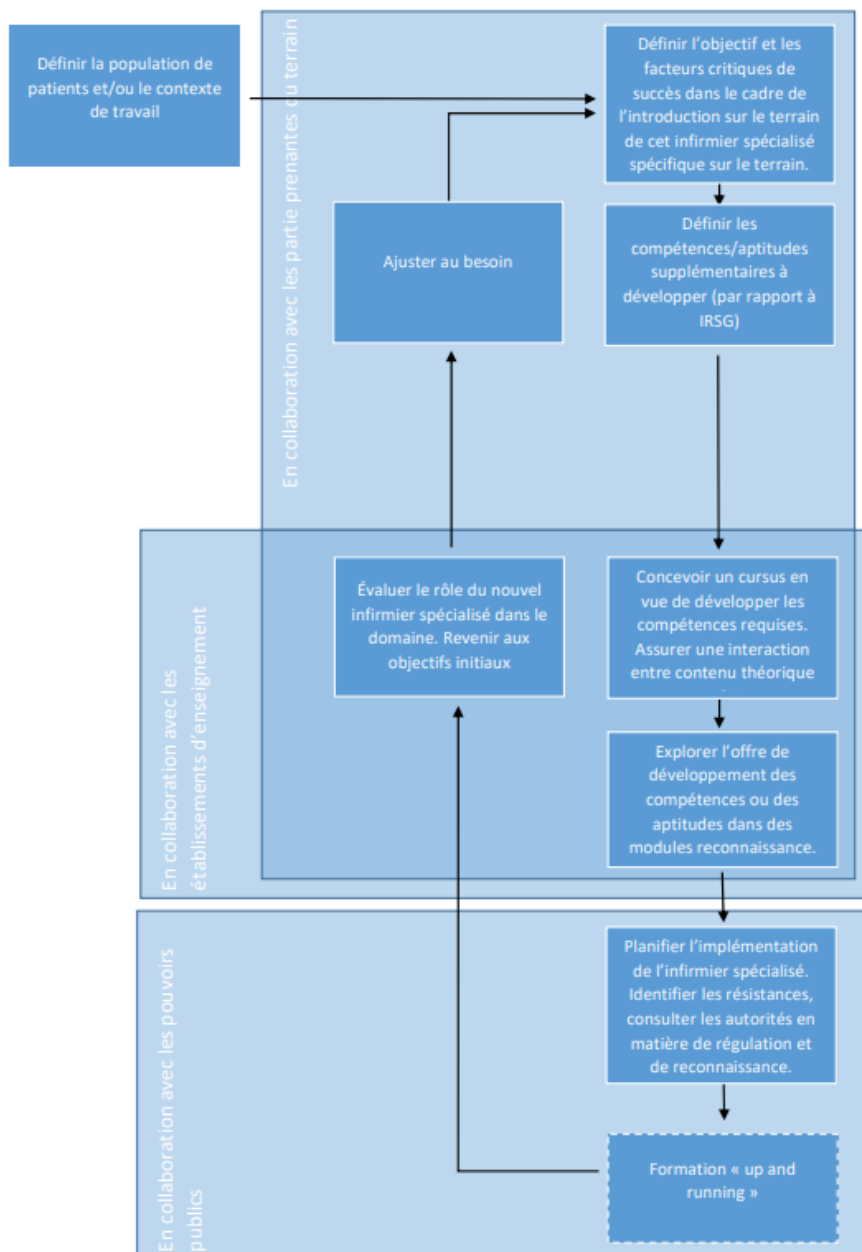 Définir la population de
patients et/ou le contexte
de travail
En collaboration avec les partie prenantes du terrain
Définir l'objectif et les
facteurs critiques de
succès dans le cadre de
l'introduction sur le terrain
de cet infirmier spécialisé
spécifique sur le terrain.
Ajuster au besoin
Définir les
compétences/aptitudes
supplémentaires à
développer (par rapport à
IRSG)
En collaboration avec les
établissements d'enseignement
Évaluer le rôle du nouvel
infirmier spécialisé dans le
domaine. Revenir aux
objectifs initiaux
Concevoir un cursus en
vue de développer les
compétences requises.
Assurer une interaction
entre contenu théorique
Explorer l'offre de
développement des
compétences ou des
aptitudes dans des
modules reconnaissance.
En collaboration avec les pouvoirs
publics
Planifier l'implémentation
de l'infirmier spécialisé.
Identifier les résistances,
consulter les autorités en
matière de régulation et
de reconnaissance.
Formation « up and
running »